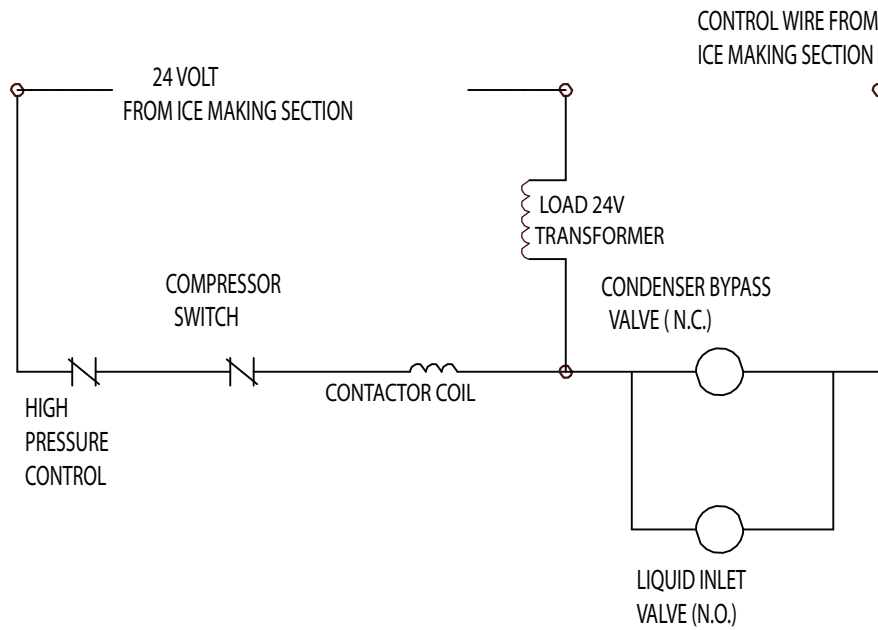 CONTROL WIRE FROM
ICE MAKING SECTION
24 VOLT
FROM ICE MAKING SECTION
LOAD 24V
TRANSFORMER
COMPRESSOR
SWITCH
CONDENSER BYPASS
VALVE ( N.C.)
CONTACTOR COIL
HIGH
PRESSURE
CONTROL
LIQUID INLET
VALVE (N.O.)